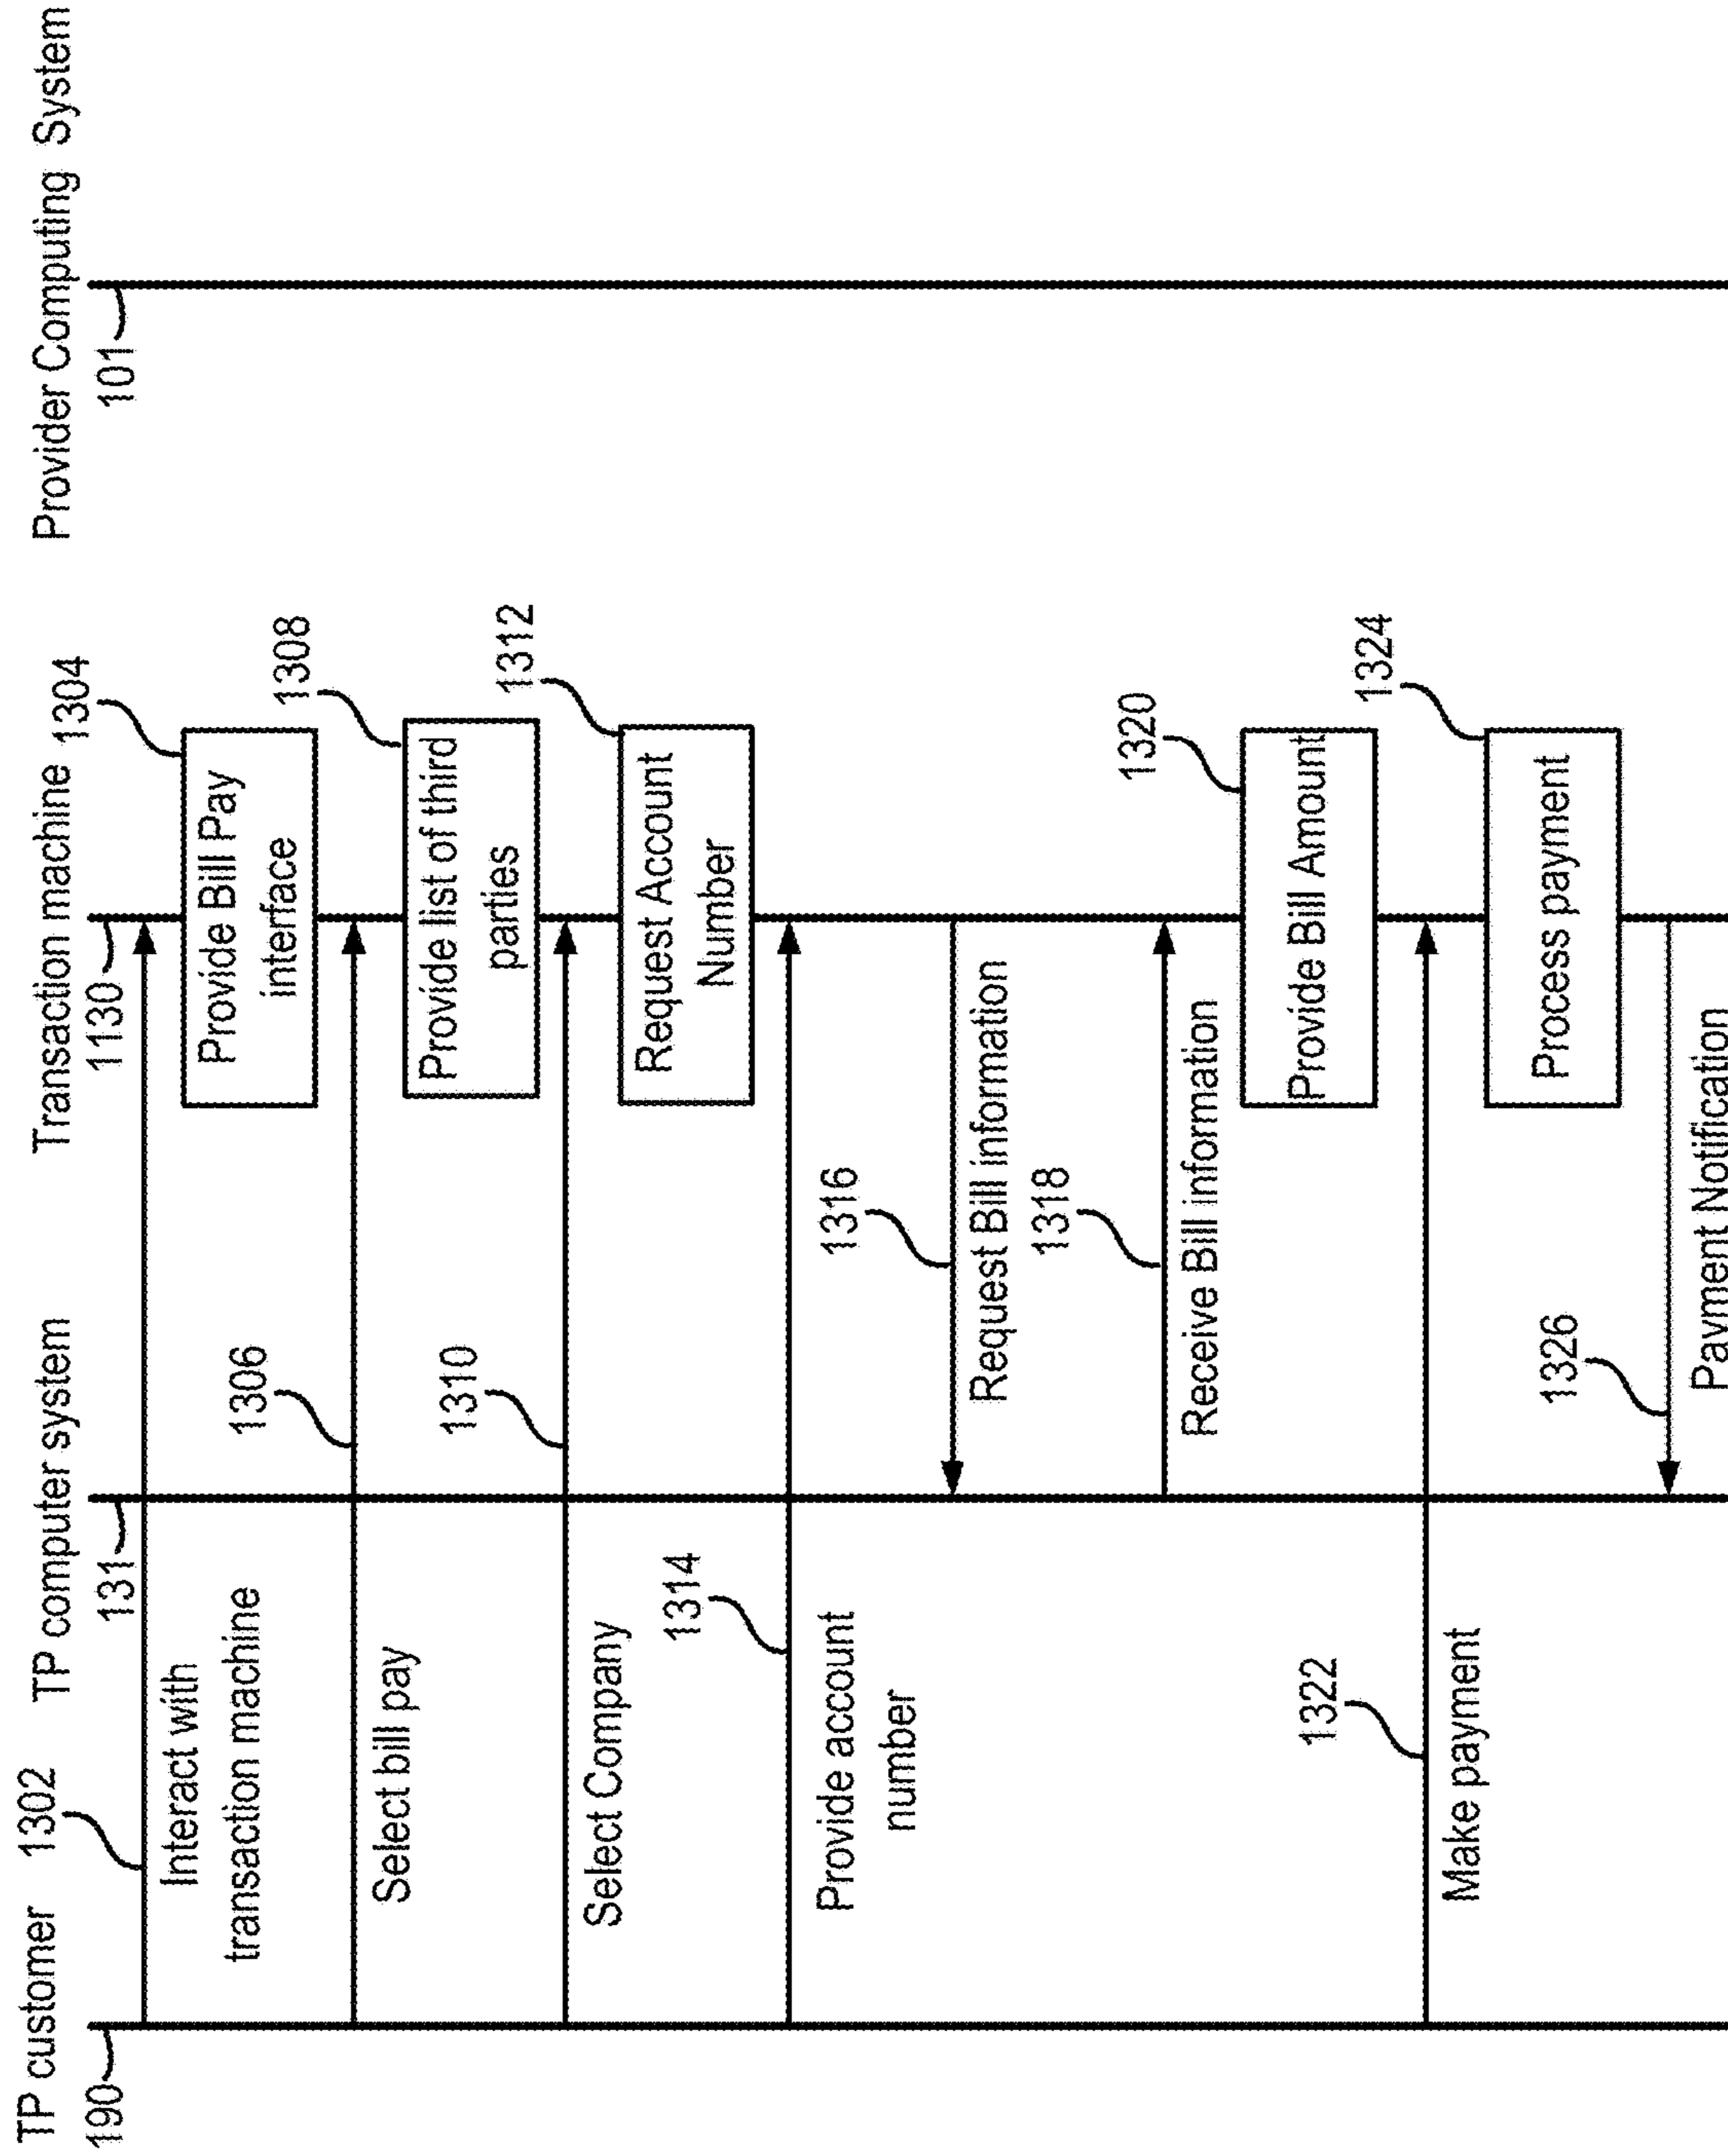 TP customer
190
TP computer system
131
Transaction machine
1130
Provider Computing System
101
1302
Interact with
transaction machine
1304
Provide Bill Pay
interface
1306
Select bill pay
1308
Provide list of third
parties
1310
Select Company
1312
Request Account
Number
1314
Provide account
number
1316
Request Bill information
1318
Receive Bill information
1320
Provide Bill Amount
1322
Make payment
1324
Process payment
1326
Payment Notification